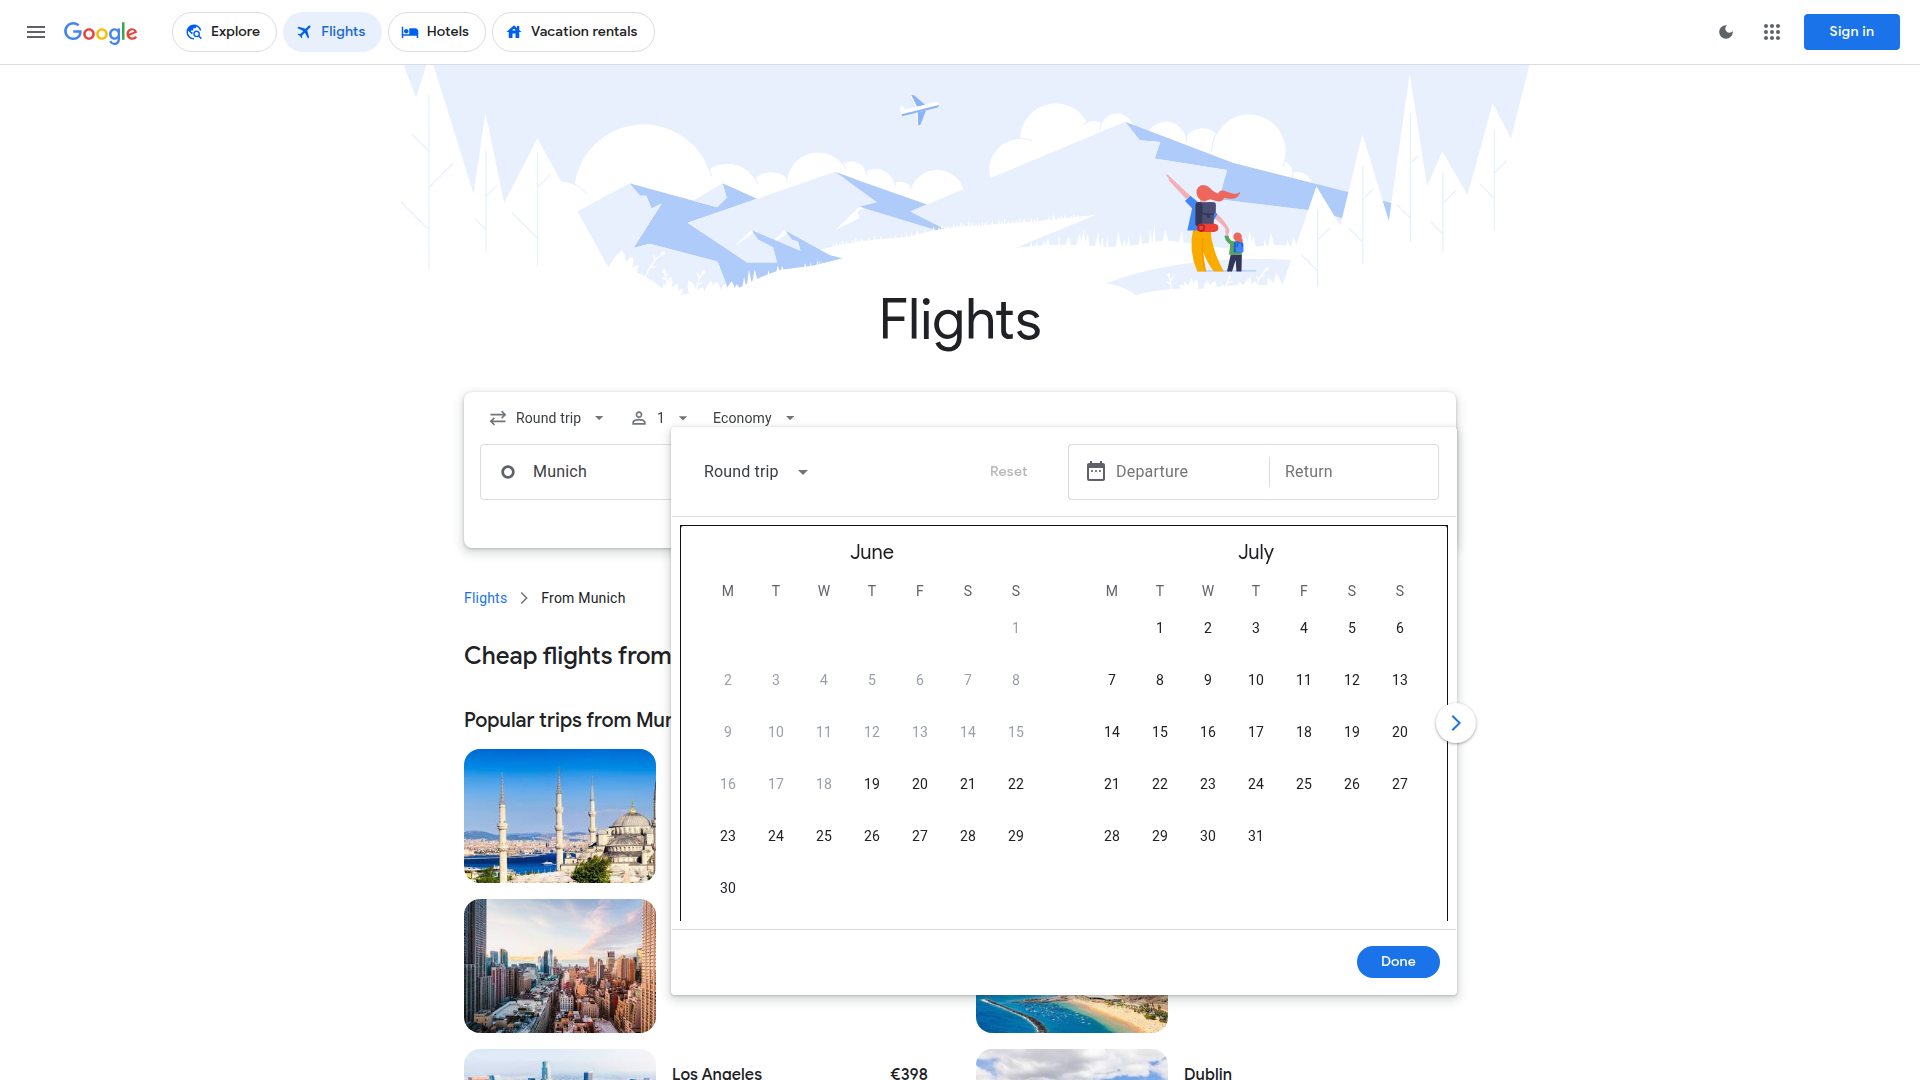 Google
Explore
Flights
Hotels
Vacation rentals
Sign in
Flights
Round trip
1
Economy
Munich
Round trip
Reset
Departure
Return
June
M T W T F S S
1
2 3 4 5 6 7 8
9 10 11 12 13 14 15
16 17 18 19 20 21 22
23 24 25 26 27 28 29
30
July
M T W T F S S
1 2 3 4 5 6
7 8 9 10 11 12 13
14 15 16 17 18 19 20
21 22 23 24 25 26 27
28 29 30 31
Done
Flights
From Munich
Cheap flights from
Popular trips from
Los Angeles
€398
Dublin